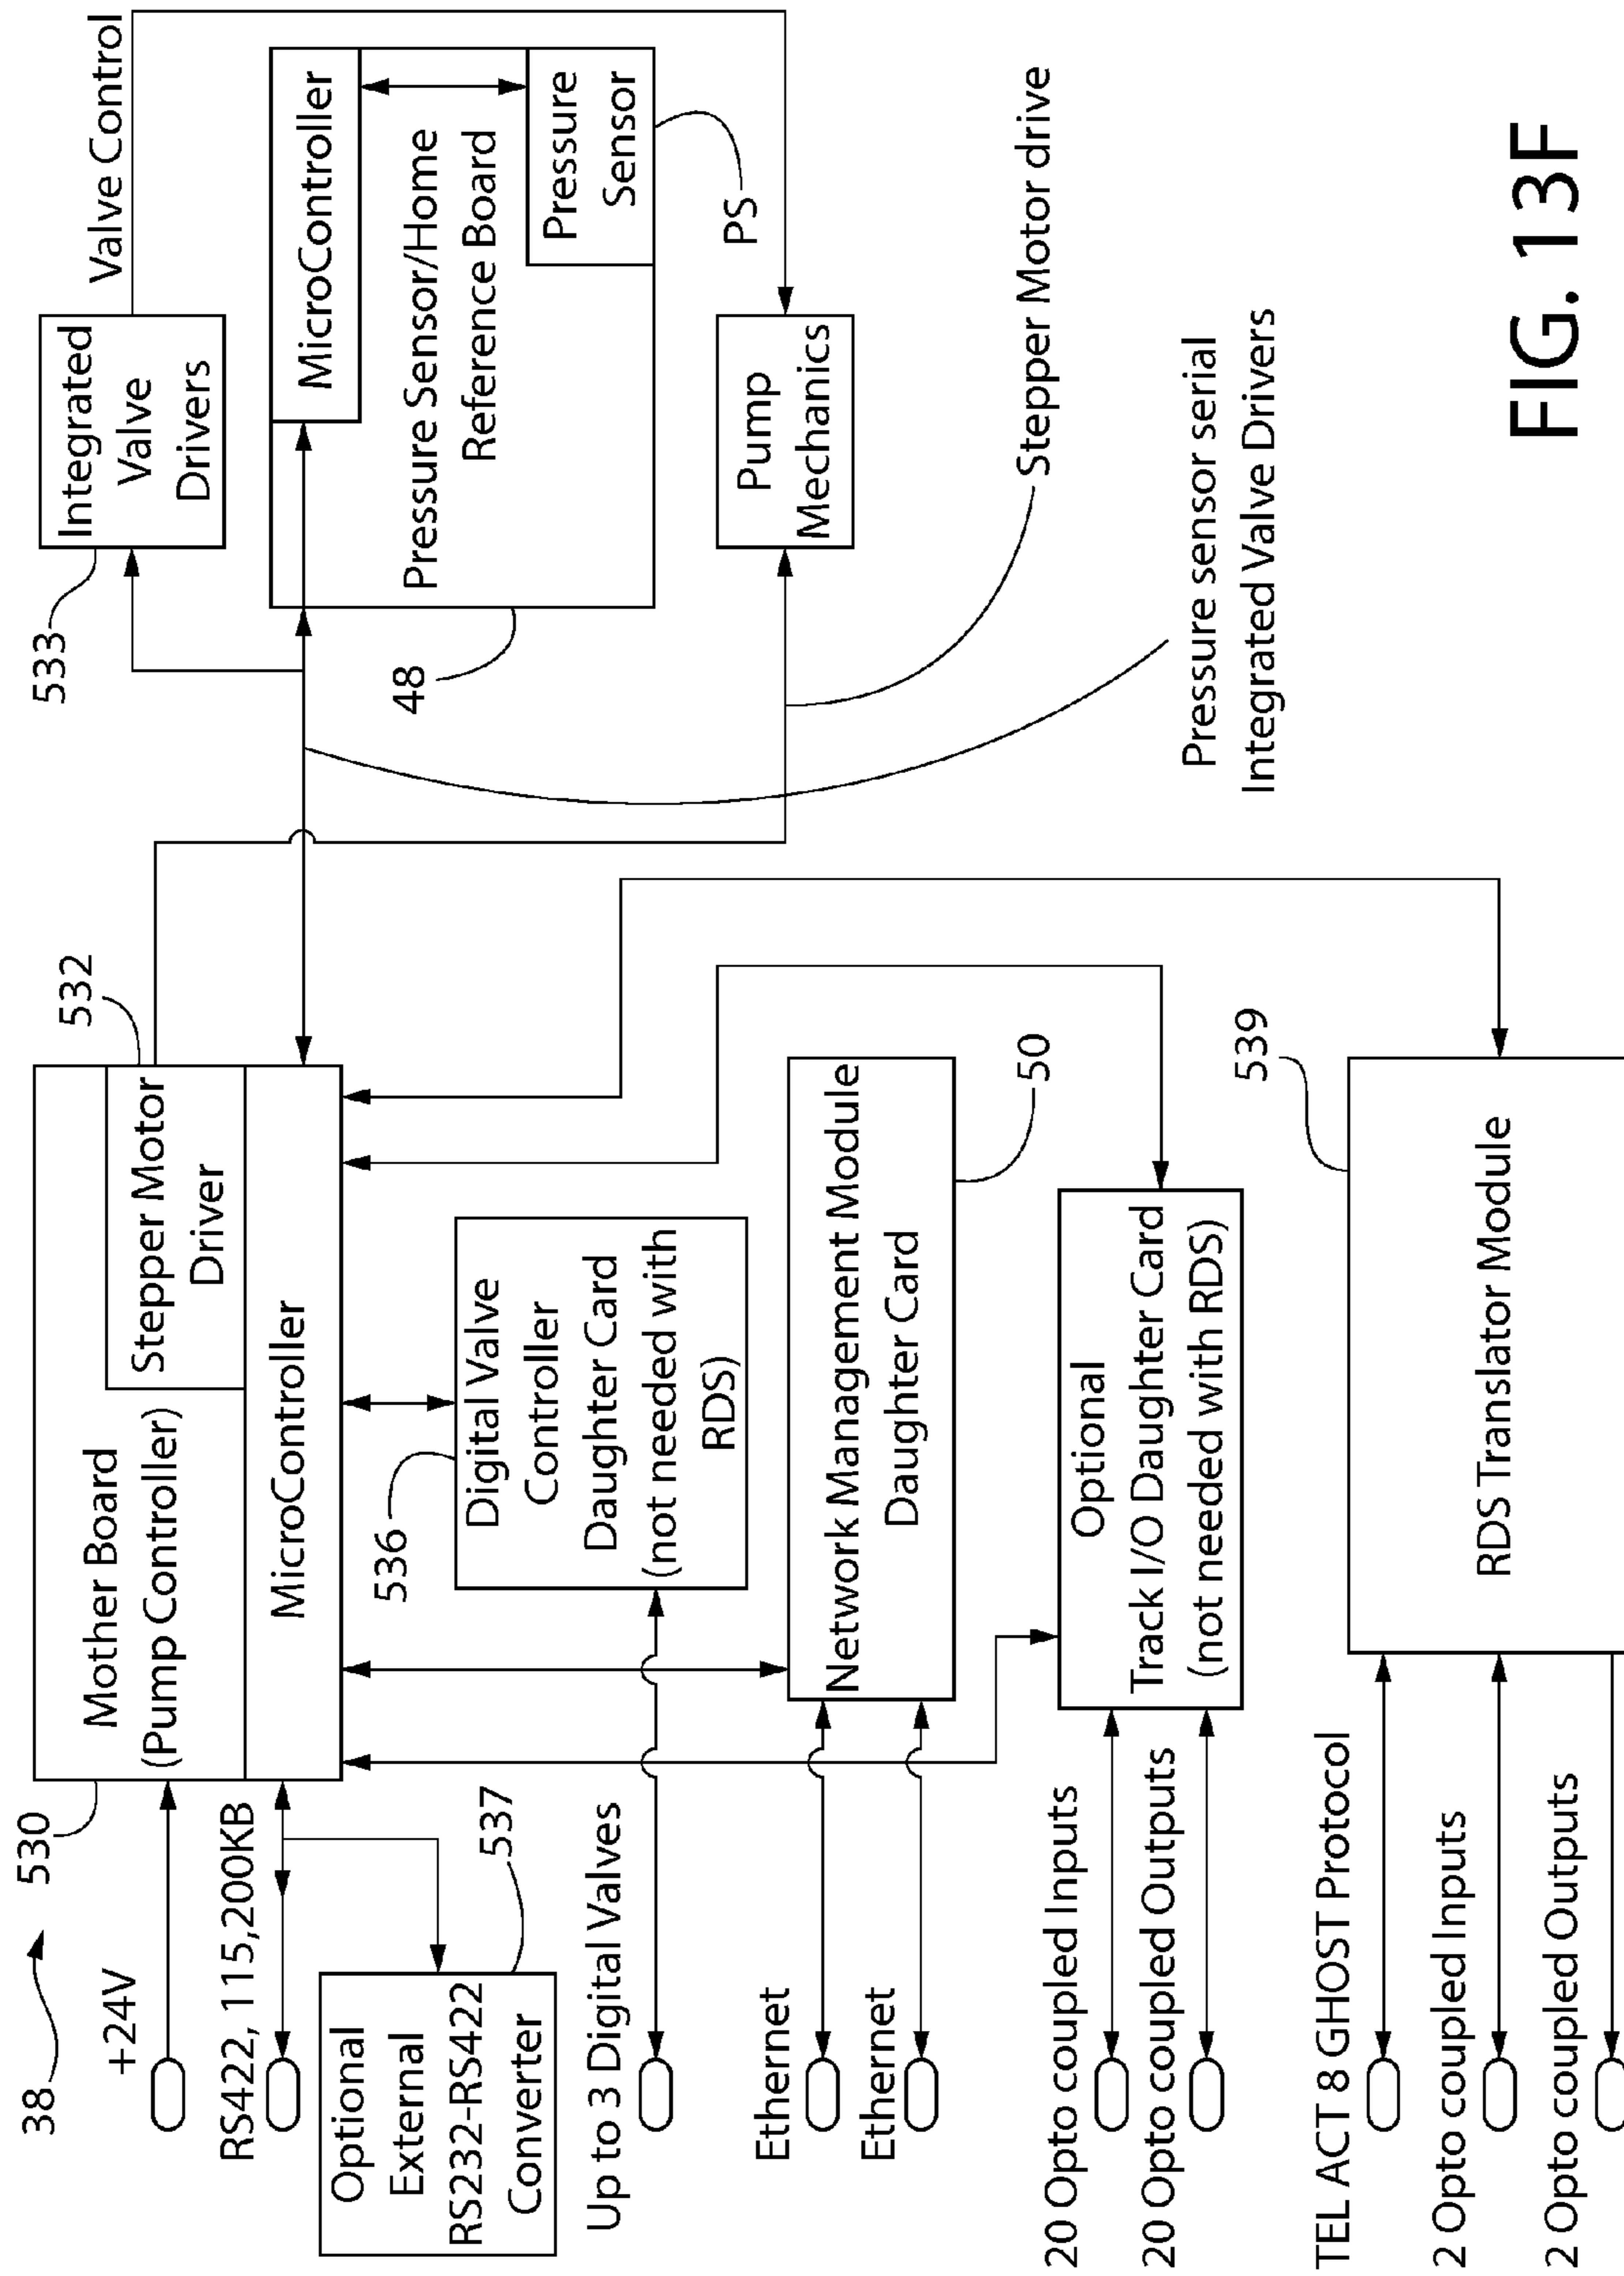 38
530
+24V
RS422, 115,200KB
Optional
External
RS232-RS422
Converter
537
Mother Board
(Pump Controller)
Stepper Motor
Driver
532
MicroController
536
Digital Valve
Controller
Daughter Card
(not needed with
RDS)
Up to 3 Digital Valves
Ethernet
Ethernet
Network Management Module
Daughter Card
50
20 Opto coupled Inputs
20 Opto coupled Outputs
Optional
Track I/O Daughter Card
(not needed with RDS)
TEL ACT 8 GHOST Protocol
2 Opto coupled Inputs
2 Opto coupled Outputs
539
RDS Translator Module
533
Integrated
Valve
Drivers
Valve Control
48
MicroController
Pressure Sensor/Home
Reference Board
Pressure
Sensor
PS
Pump
Mechanics
Stepper Motor drive
Pressure sensor serial
Integrated Valve Drivers
FIG. 13F